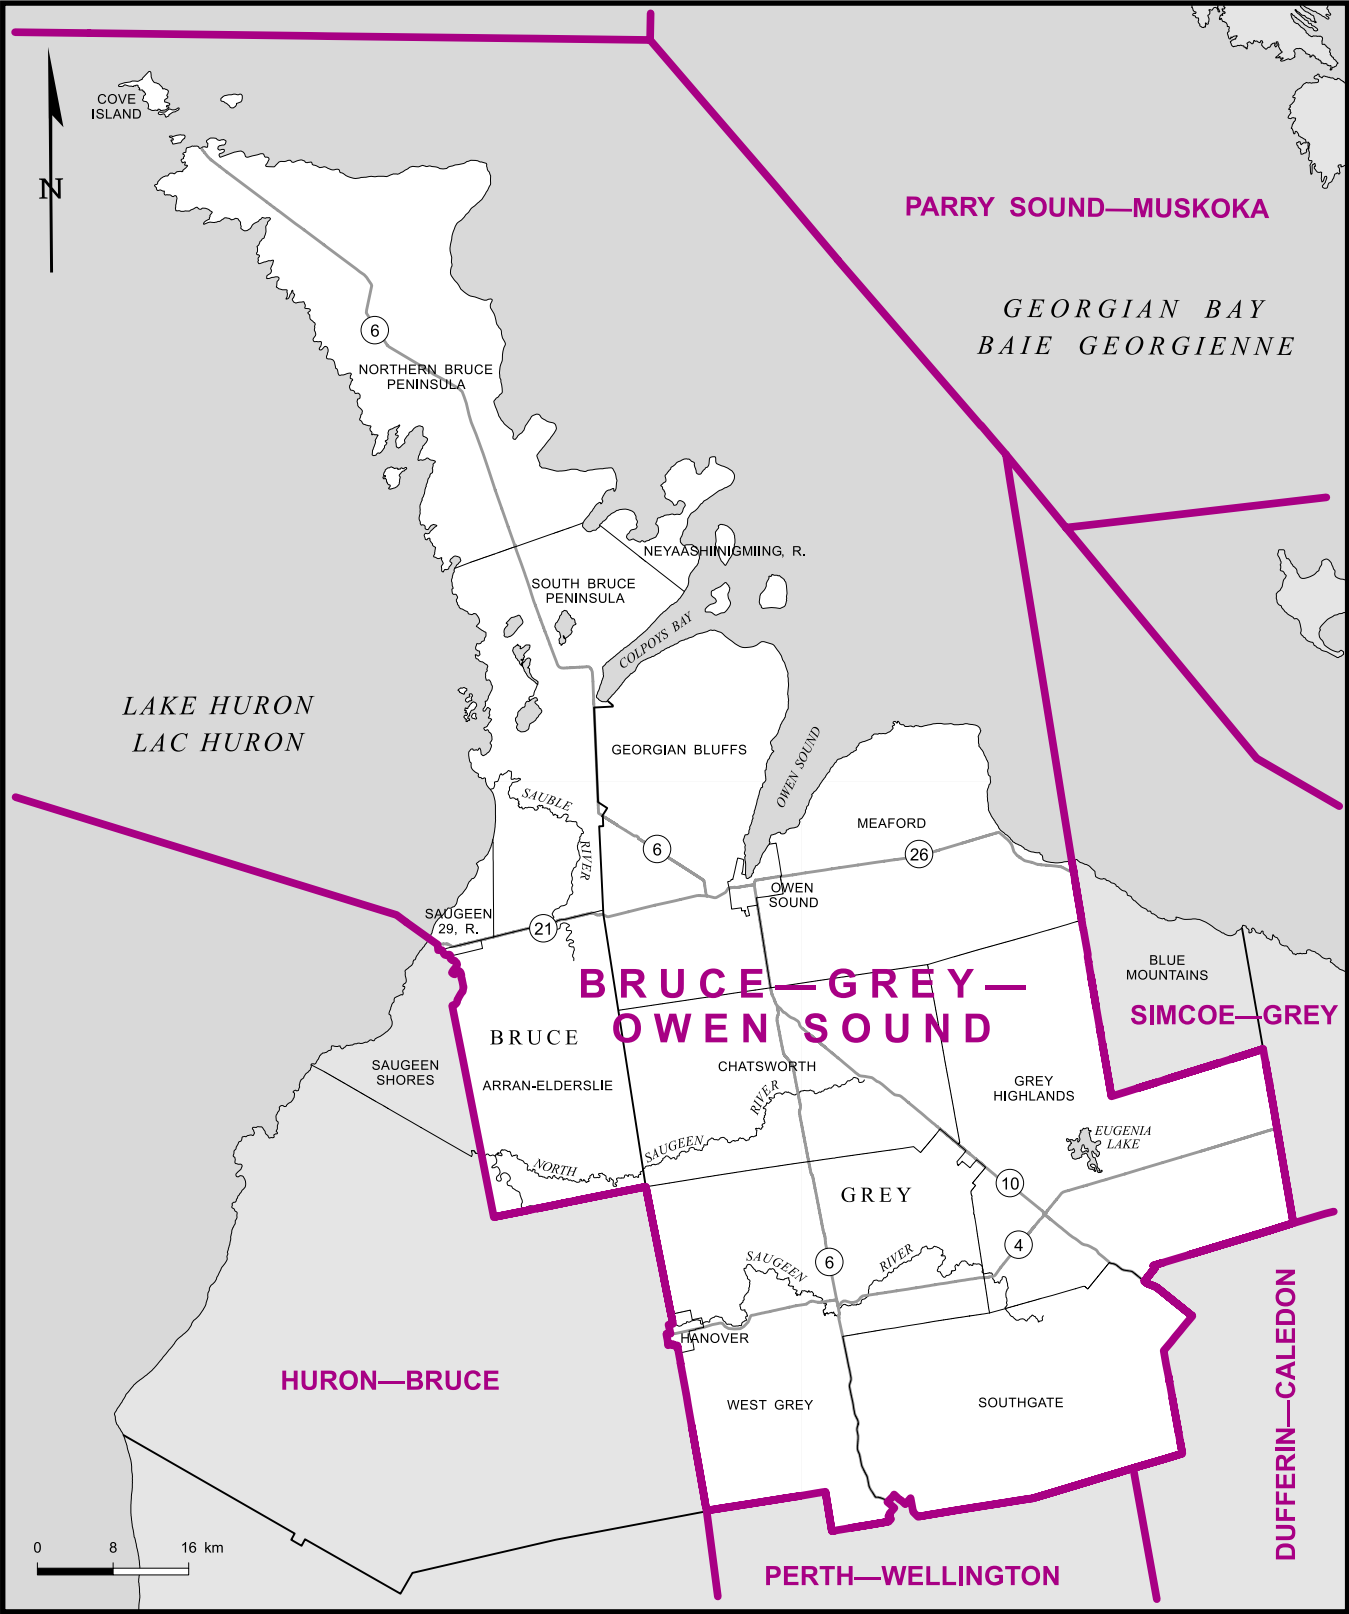 COVE
ISLAND
N
PARRY SOUND—MUSKOKA
GEORGIAN BAY
BAIE GEORGIENNE
6
NORTHERN BRUCE
PENINSULA
NEYAASHIINIGMIING, R.
SOUTH BRUCE
PENINSULA
COLPOYS BAY
LAKE HURON
LAC HURON
GEORGIAN BLUFFS
OWEN SOUND
SAUBLE
RIVER
MEAFORD
6
26
OWEN
SOUND
SAUGEEN
29, R.
21
BLUE
MOUNTAINS
BRUCE—GREY—
OWEN SOUND
SIMCOE—GREY
BRUCE
SAUGEEN
SHORES
ARRAN-ELDERSLIE
CHATSWORTH
GREY
HIGHLANDS
RIVER
SAUGEEN
NORTH
EUGENIA
LAKE
GREY
10
4
SAUGEEN
6
RIVER
HANOVER
HURON—BRUCE
WEST GREY
SOUTHGATE
DUFFERIN—CALEDON
0 8 16 km
PERTH—WELLINGTON